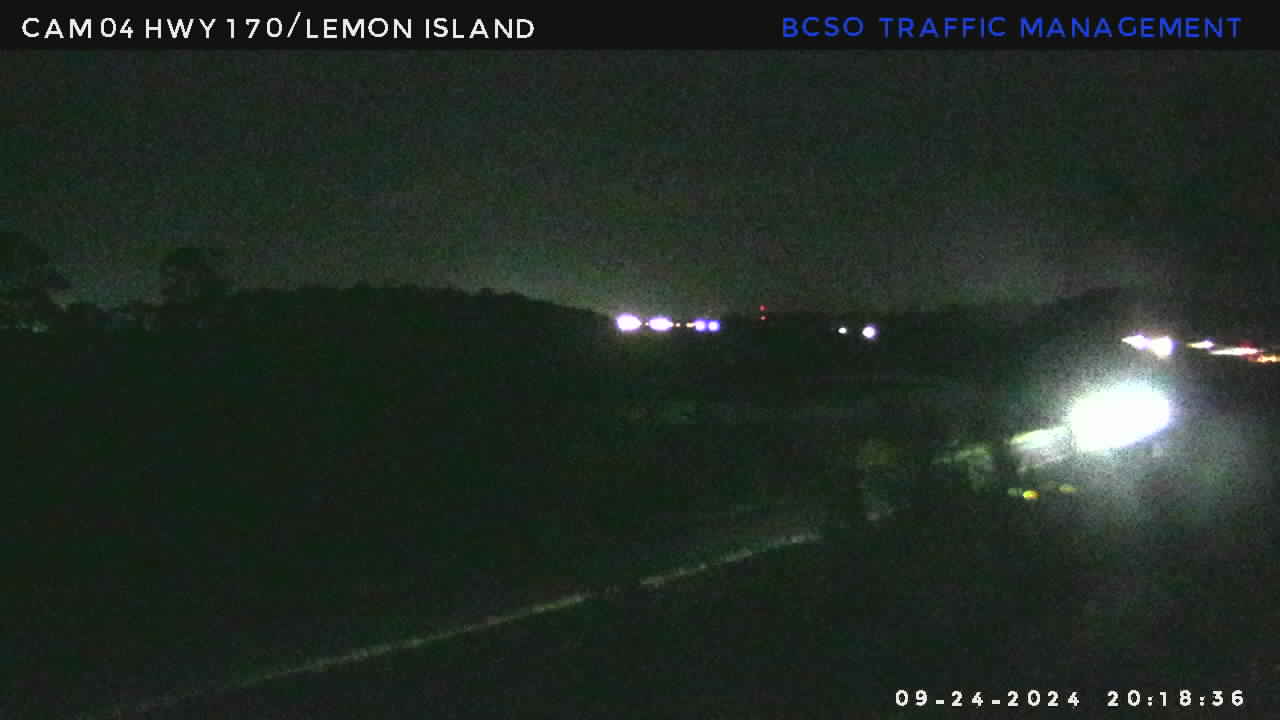 CAM04 HWY 170/LEMON ISLAND
BCSO TRAFFIC MANAGEMENT
09-24-2024 20:18:36